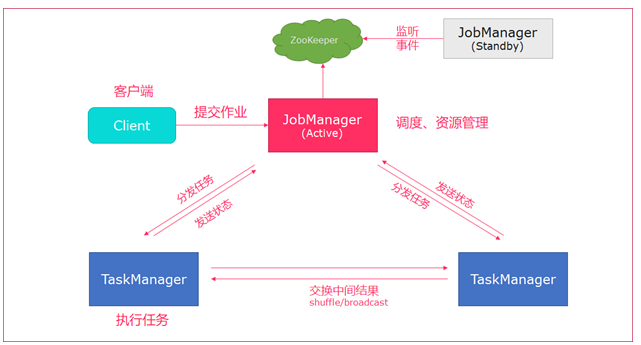 ZooKeeper
监听
事件
JobManager
(Standby)
客户端
Client
提交作业
JobManager
(Active)
调度、资源管理
分发任务
发送状态
发送状态
分发任务
TaskManager
执行任务
交换中间结果
shuffle/broadcast
TaskManager